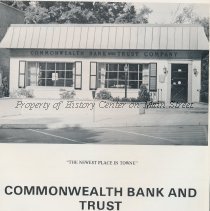 COMMONWEALTH BANK AND TRUST COMPANY
Property of History Center on Main Street
"THE NEWEST PLACE IN TOWNE"
COMMONWEALTH BANK AND
TRUST